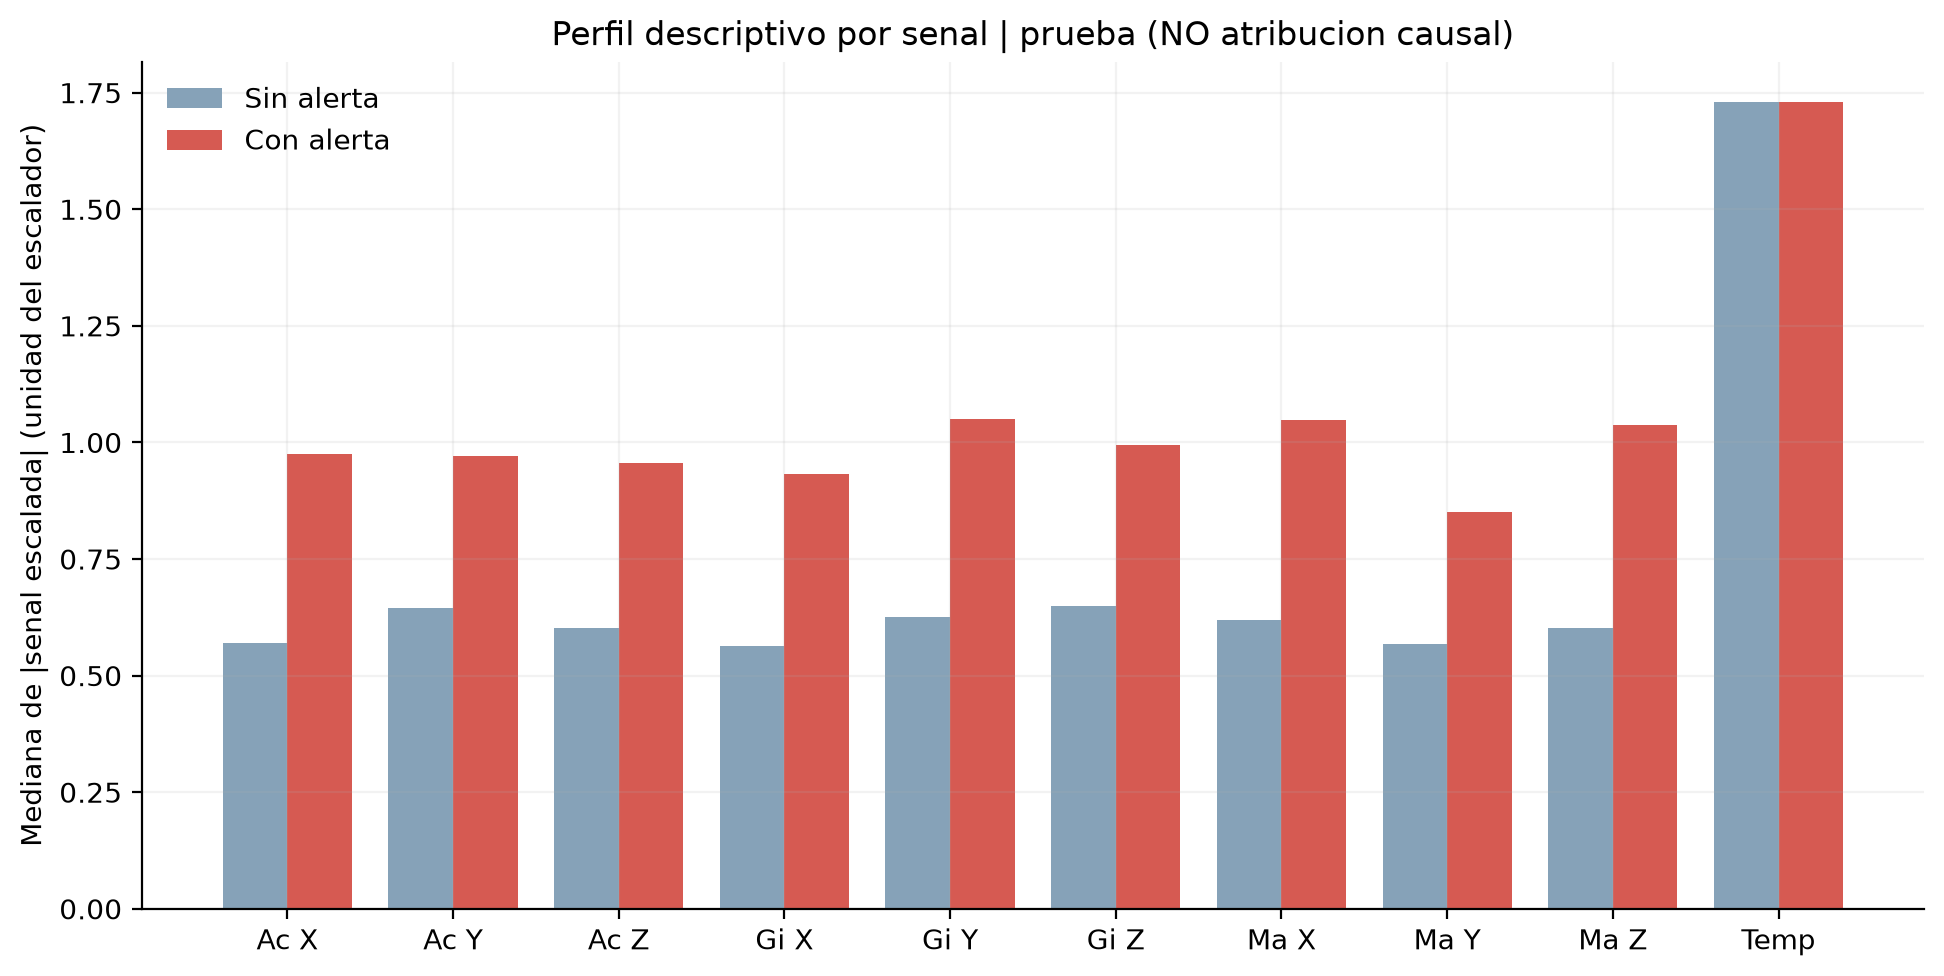 Perfil descriptivo por senal | prueba (NO atribucion causal)
Sin alerta
Con alerta
Mediana de |senal escalada| (unidad del escalador)
1.75
1.50
1.25
1.00
0.75
0.50
0.25
0.00
Ac X Ac Y Ac Z Gi X Gi Y Gi Z Ma X Ma Y Ma Z Temp